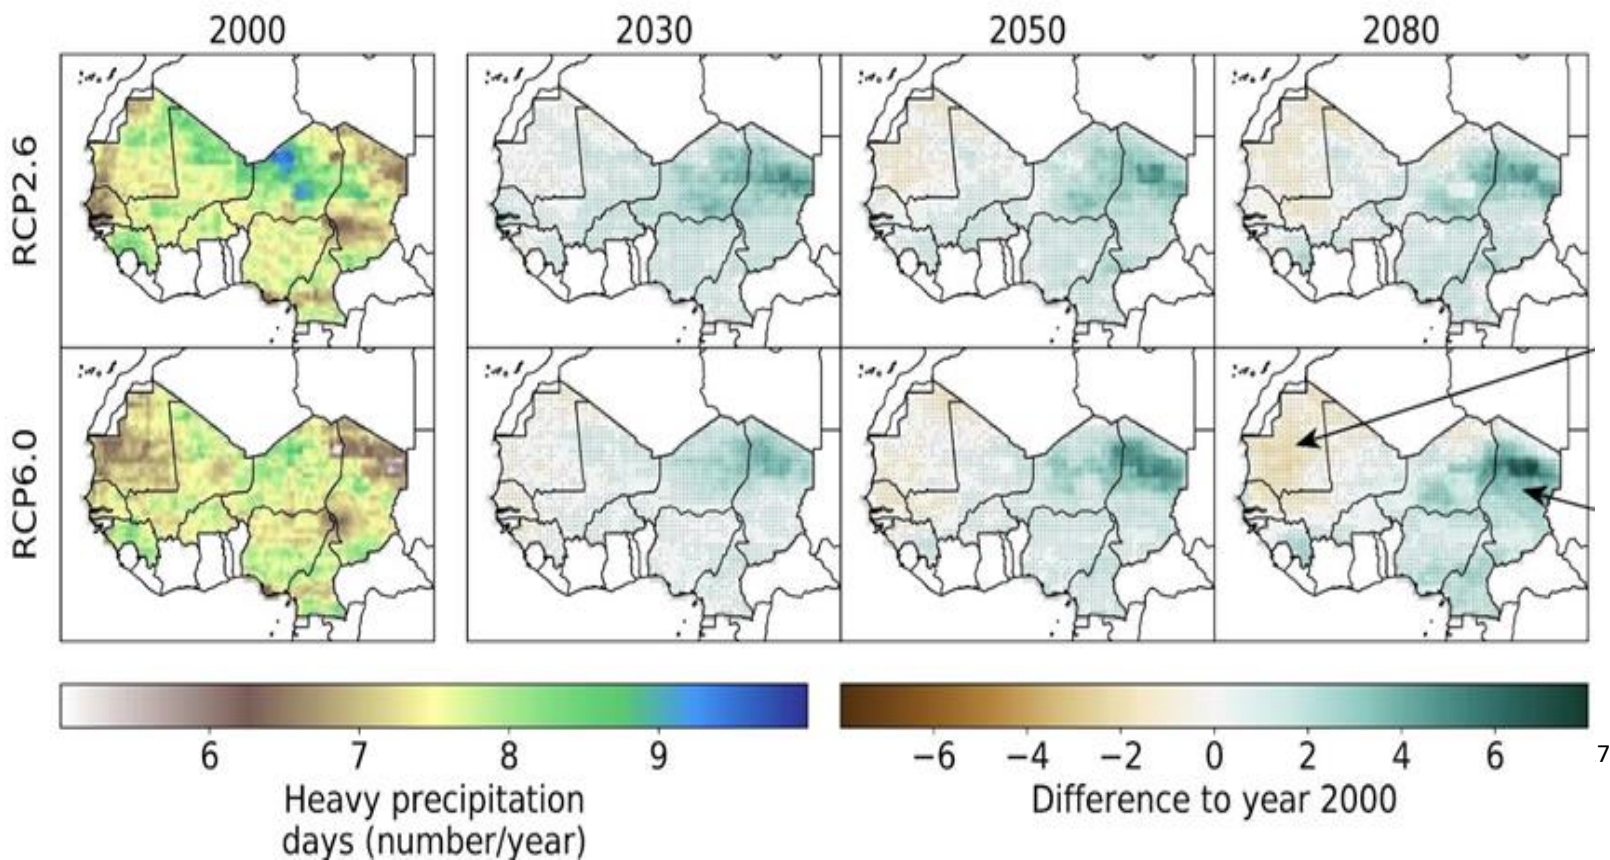 2000 2030 2050 2080
RCP2.6
RCP6.0
6 7 8 9
−6 −4 −2 0 2 4 6 7
Heavy precipitation
days (number/year)
Difference to year 2000